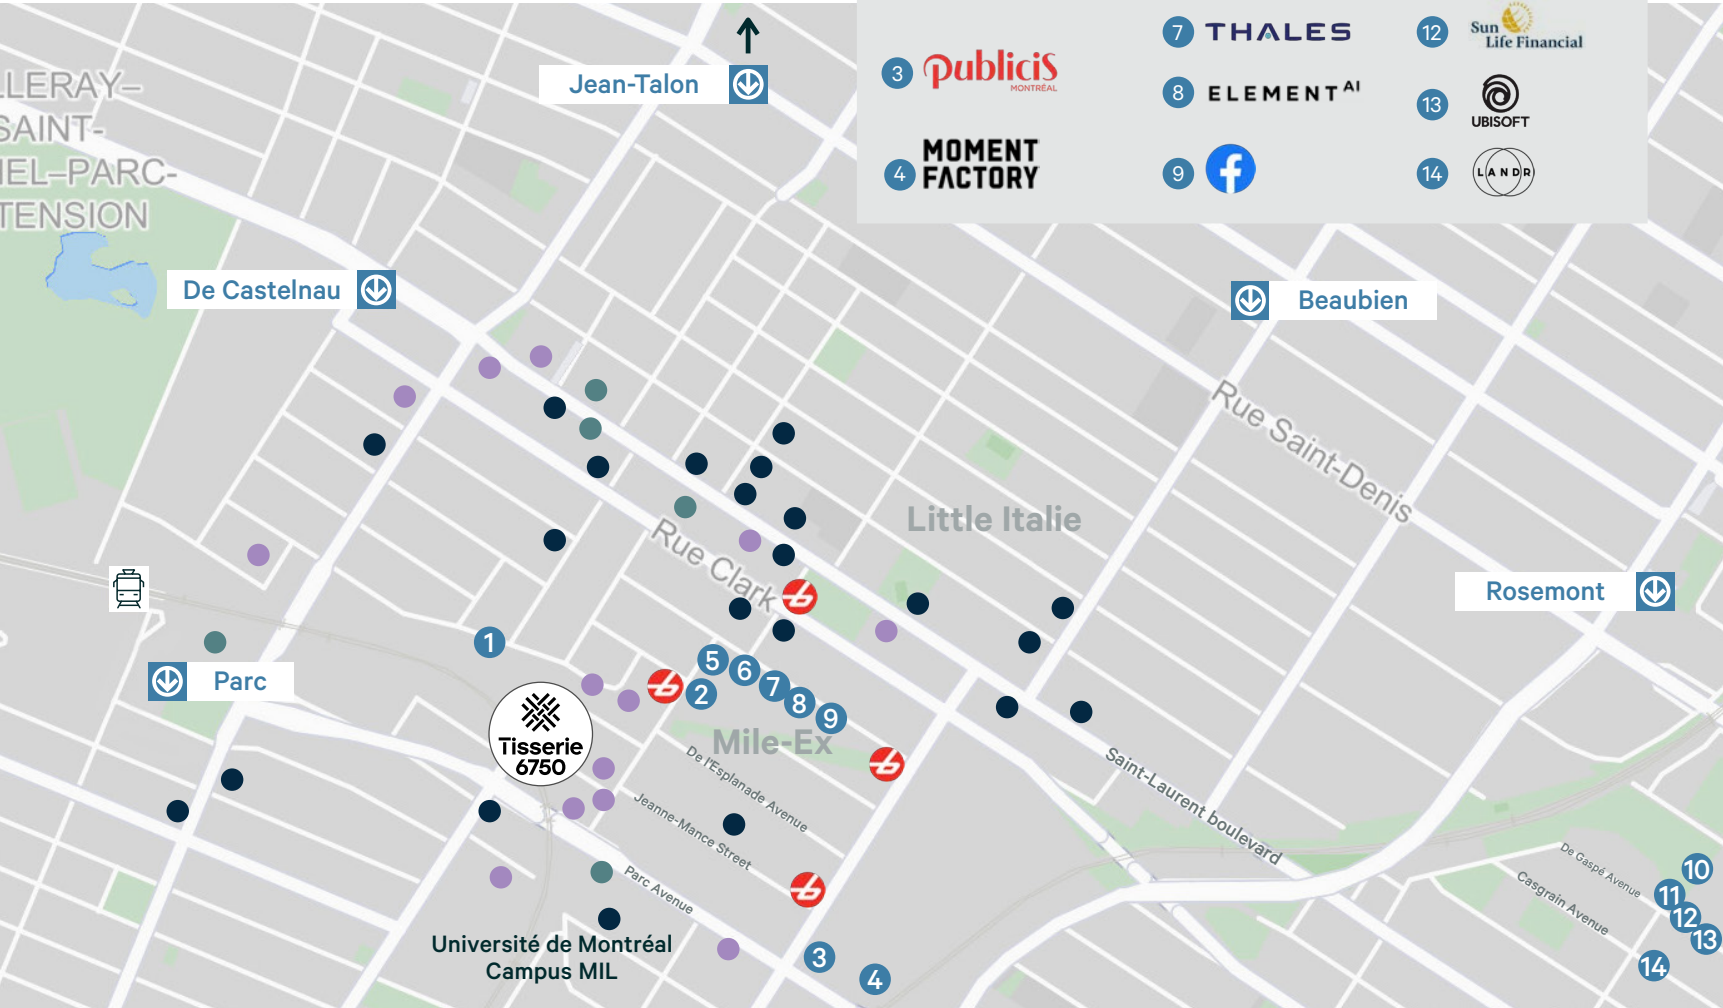 LLERAY–
SAINT-
IEL–PARC-
TENSION
Jean-Talon
3 publicis
MONTRÉAL
4 MOMENT
FACTORY
7 THALES
8 ELEMENT AI
9
12 Sun
Life Financial
13 UBISOFT
14 LANDR
De Castelnau
Beaubien
Rue Saint-Denis
Little Italie
Rue Clark
Rosemont
Parc
1
Tisserie
6750
5
6
7
8
9
2
Mile-Ex
De l'Esplanade Avenue
Jeanne-Mance Street
Parc Avenue
Saint-Laurent boulevard
De Gaspé Avenue
Casgrain Avenue
10
11
12
13
14
Université de Montréal
Campus MIL
3
4